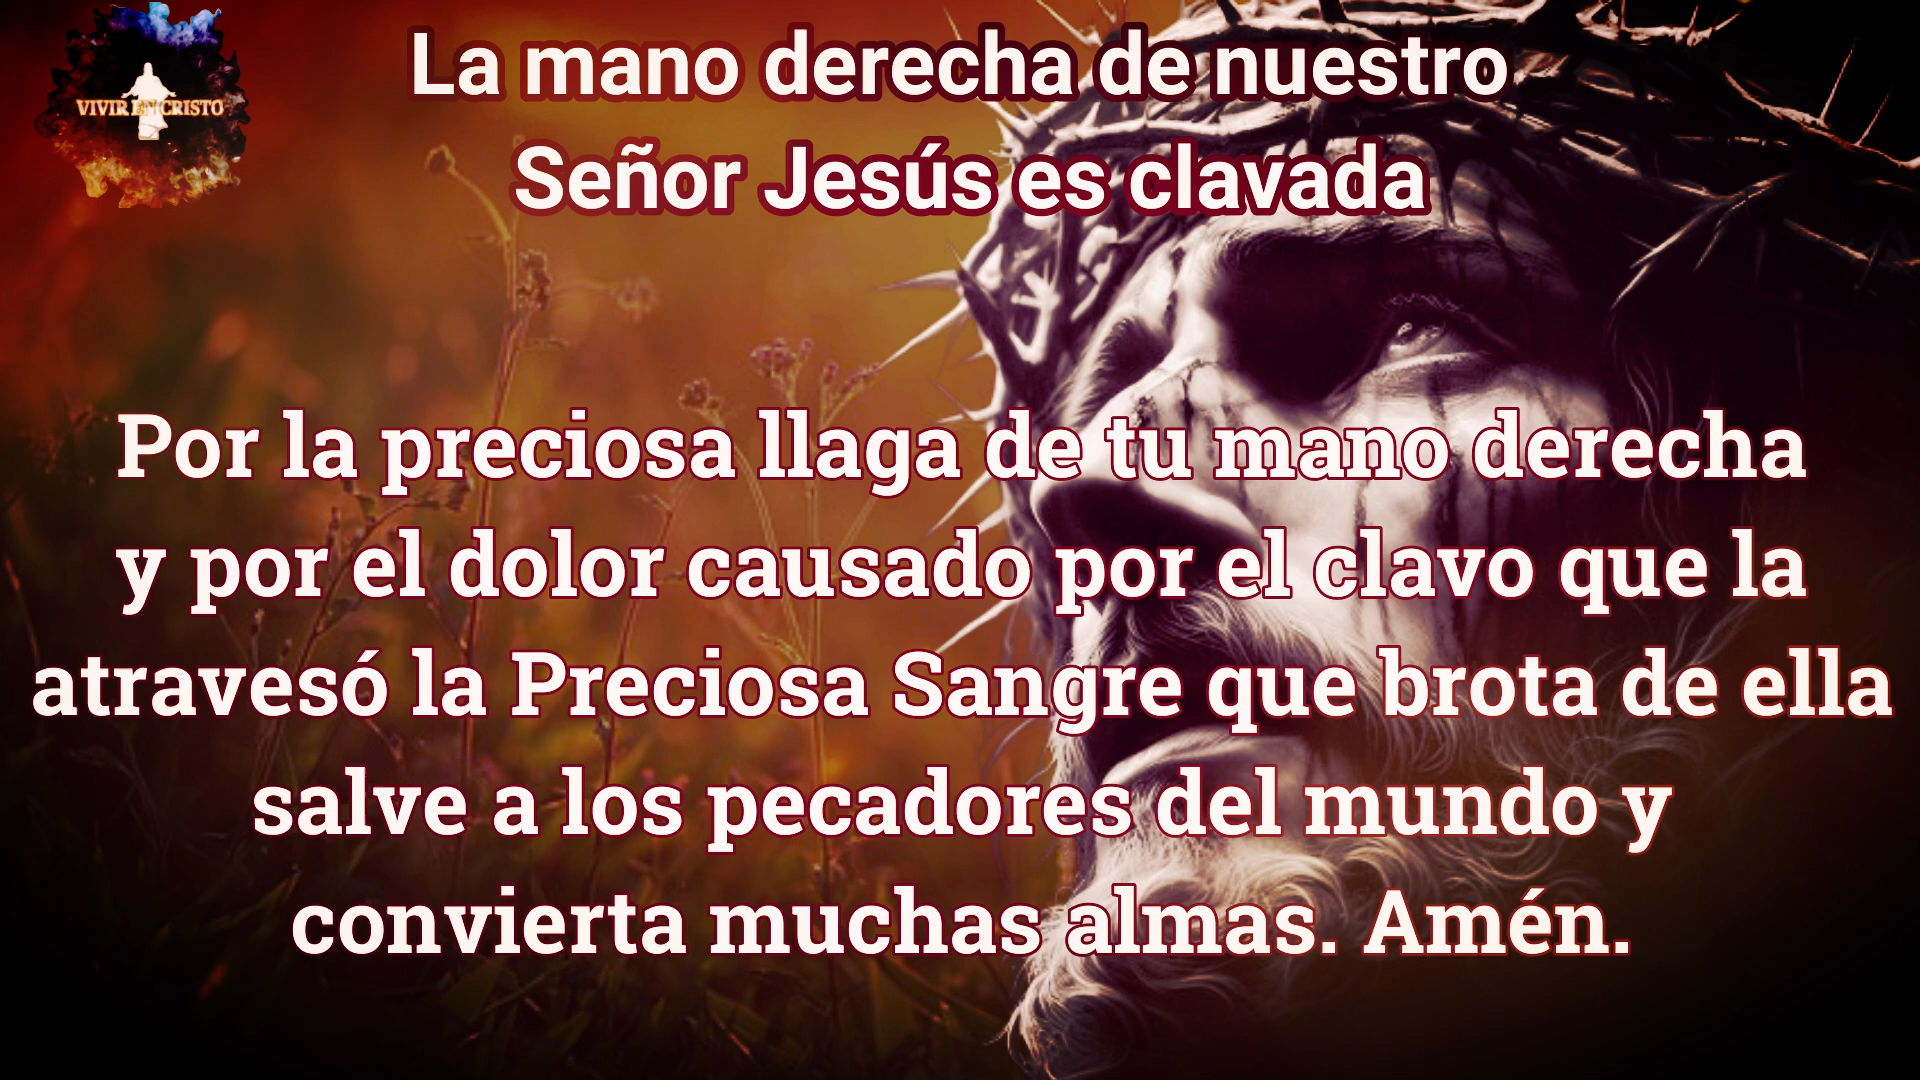 VIVIR EN CRISTO
La mano derecha de nuestro
Señor Jesús es clavada
Por la preciosa llaga de tu mano derecha
y por el dolor causado por el clavo que la
atravesó la Preciosa Sangre que brota de ella
salve a los pecadores del mundo y
convierta muchas almas. Amén.